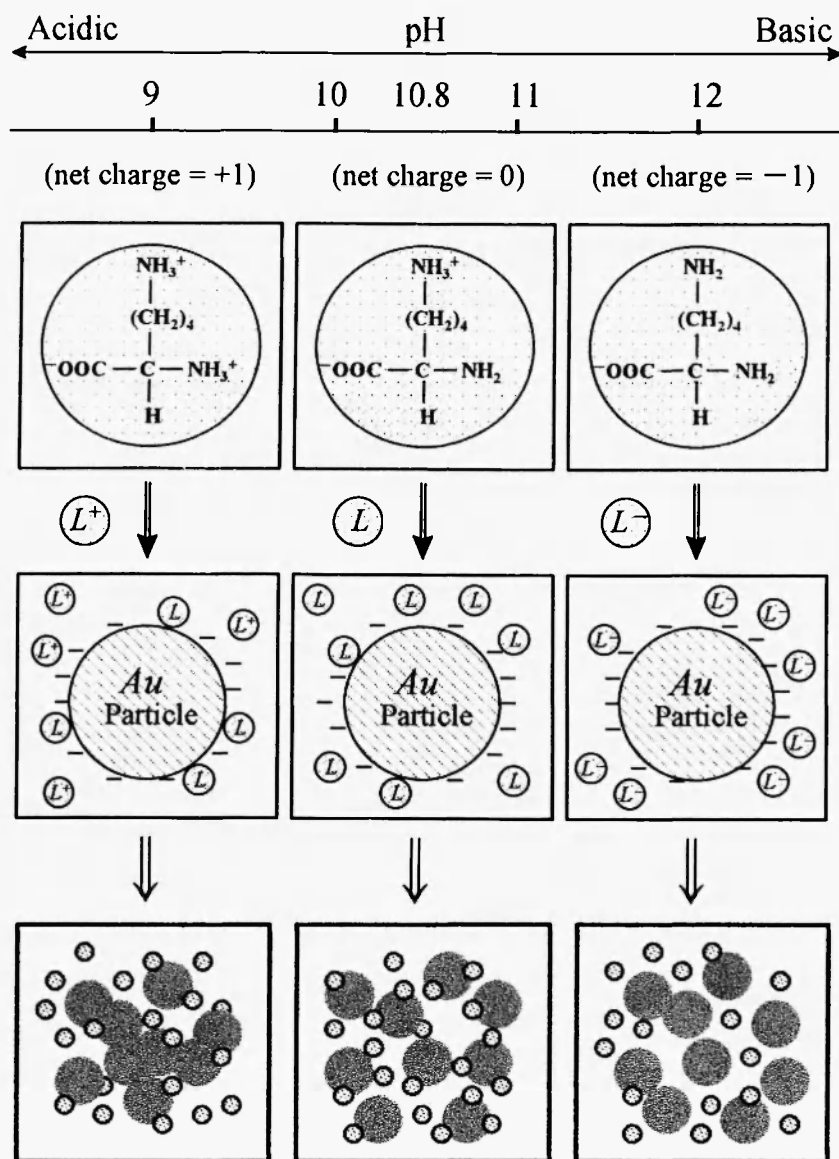 Acidic pH Basic
9 10 10.8 11 12
(net charge = +1) (net charge = 0) (net charge = −1)
NH₃⁺ NH₃⁺ NH₂
(CH₂)₄ (CH₂)₄ (CH₂)₄
⁻OOC — C — NH₃⁺ ⁻OOC — C — NH₂ ⁻OOC — C — NH₂
H H H
L⁺ L L⁻
L⁺ L L⁺ L⁺ L L⁺ L
L L L L L L L L
L⁻ L⁻ L⁻ L⁻ L⁻ L⁻ L⁻ L⁻
Au Au Au
Particle Particle Particle